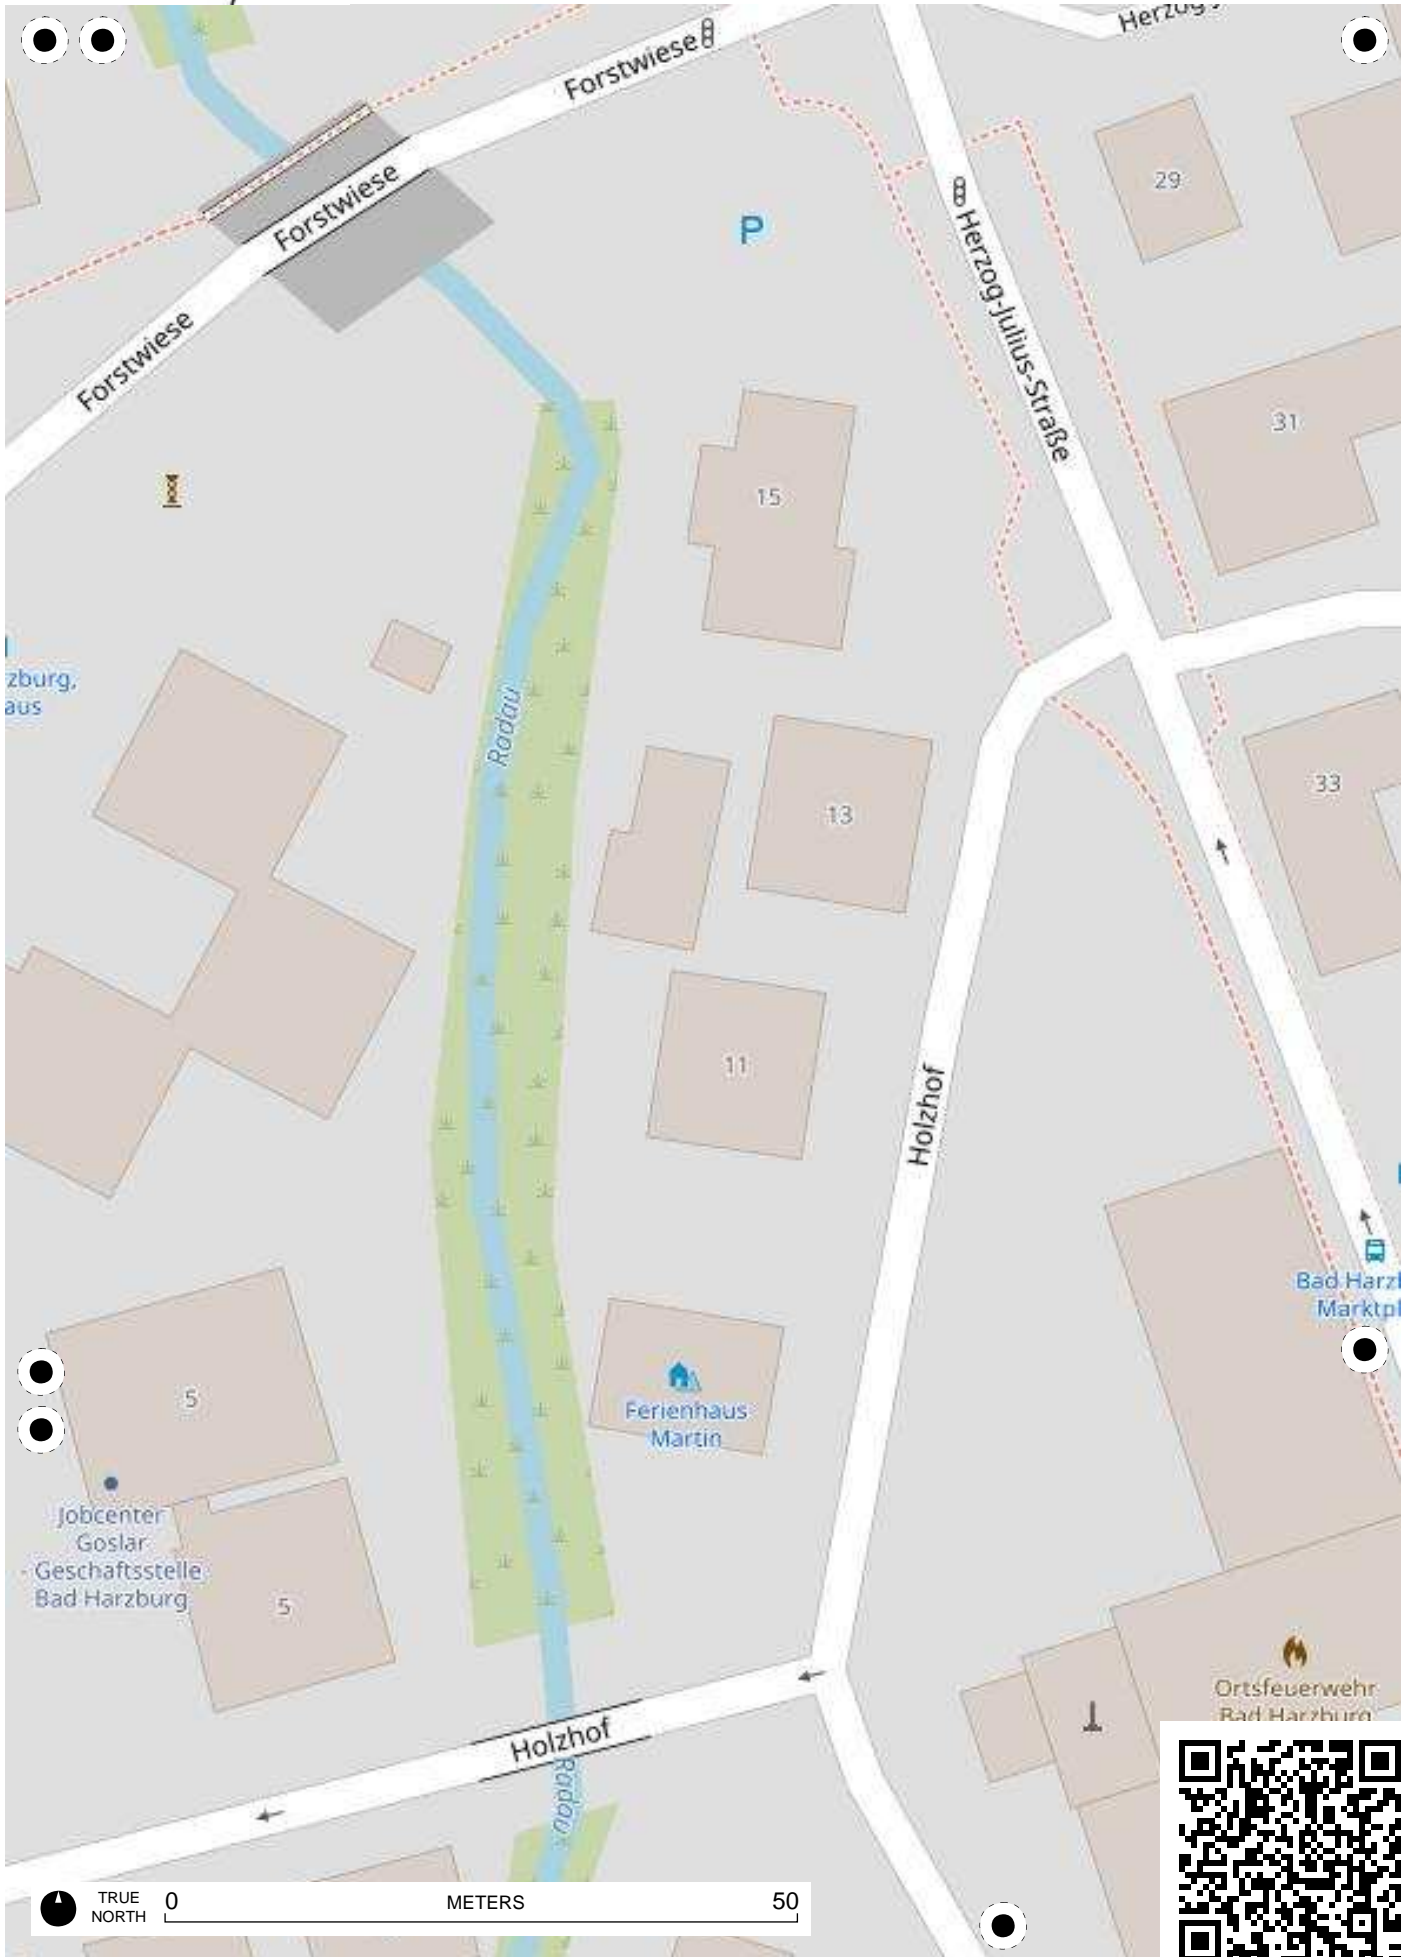 Forstwiese
Herzog-J
Forstwiese
Forstwiese
P
29
Herzog-Julius-Straße
31
15
zburg,
aus
Radau
13
33
11
Holzhof
Bad Harzb
Marktpl
5
Ferienhaus
Martin
Jobcenter
Goslar
- Geschäftsstelle
Bad Harzburg
5
Ortsfeuerwehr
Bad Harzburg
Holzhof
Radau
TRUE
NORTH
0 METERS 50